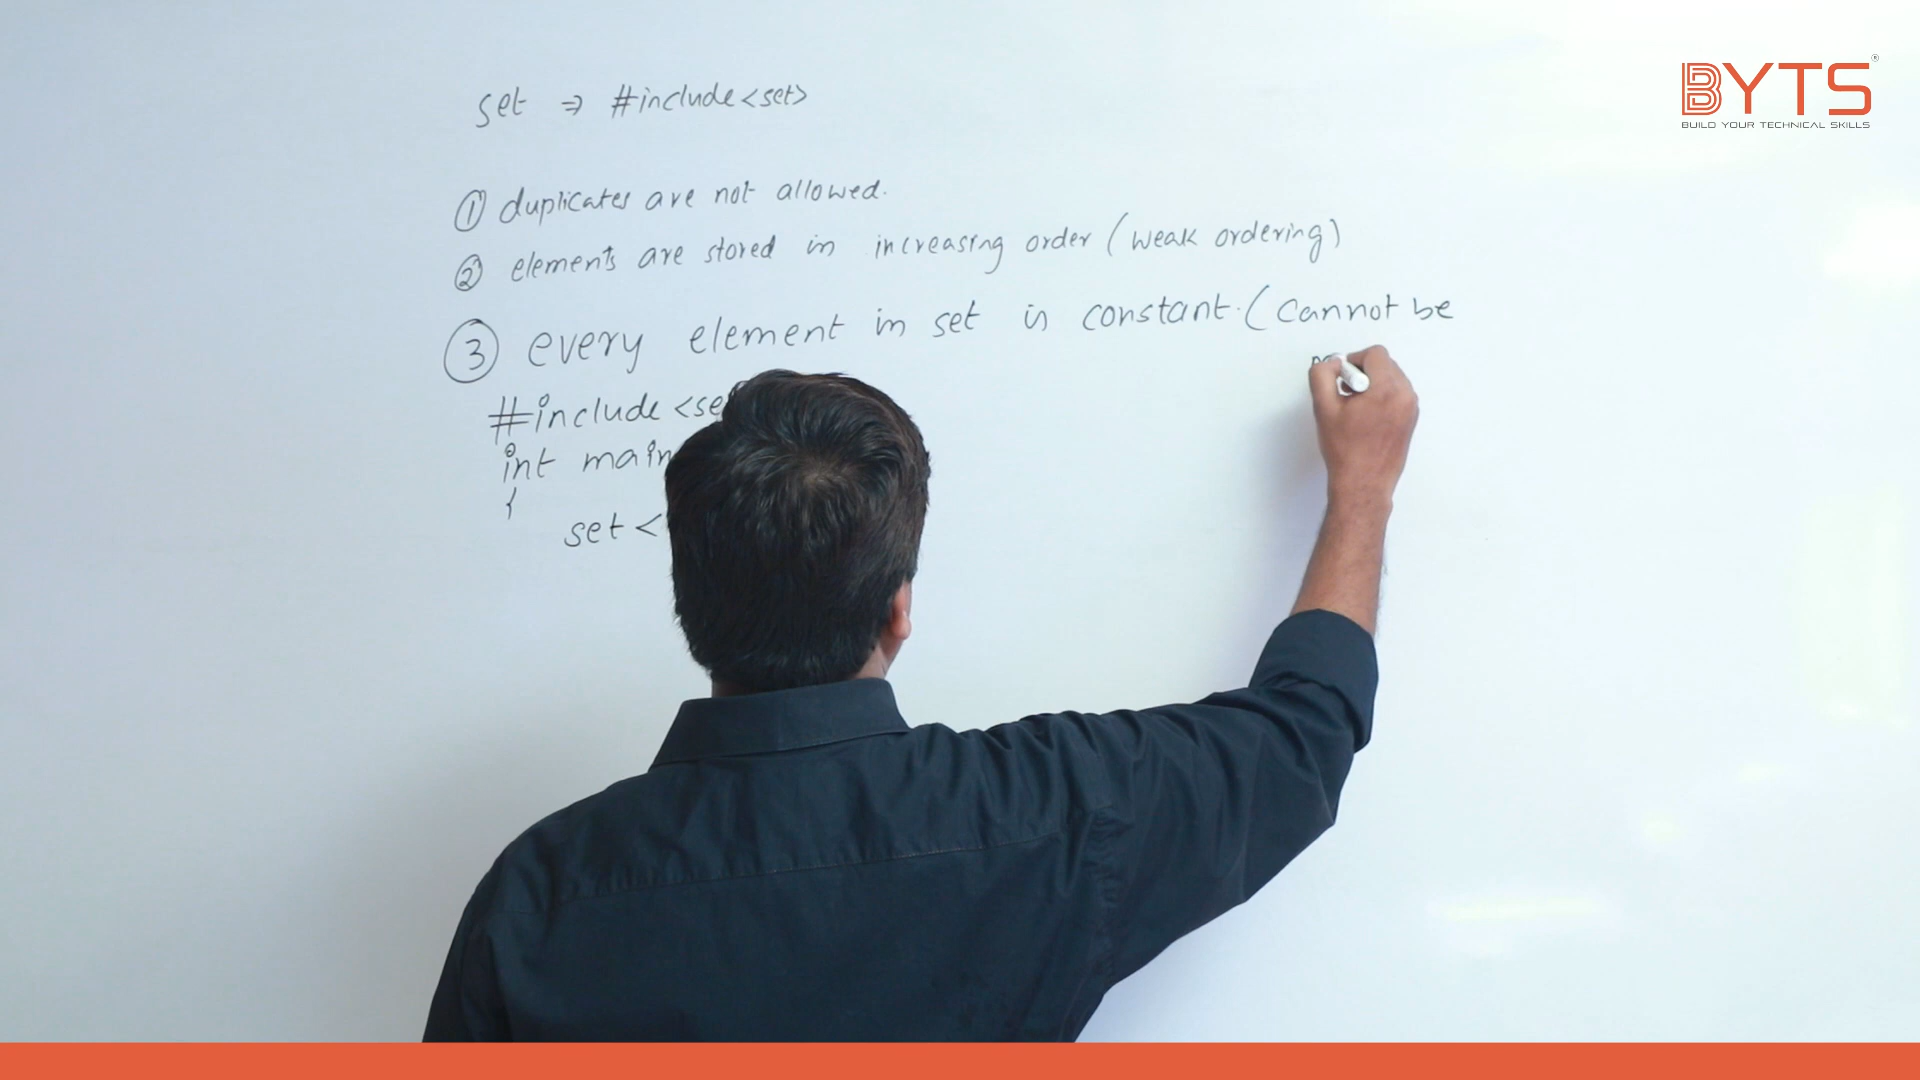 BYTS®
BUILD YOUR TECHNICAL SKILLS
set ⇒ #include<set>
① duplicates are not allowed.
② elements are stored in increasing order (weak ordering)
③ every element in set is constant. (cannot be
#include <se
int main
{
set <